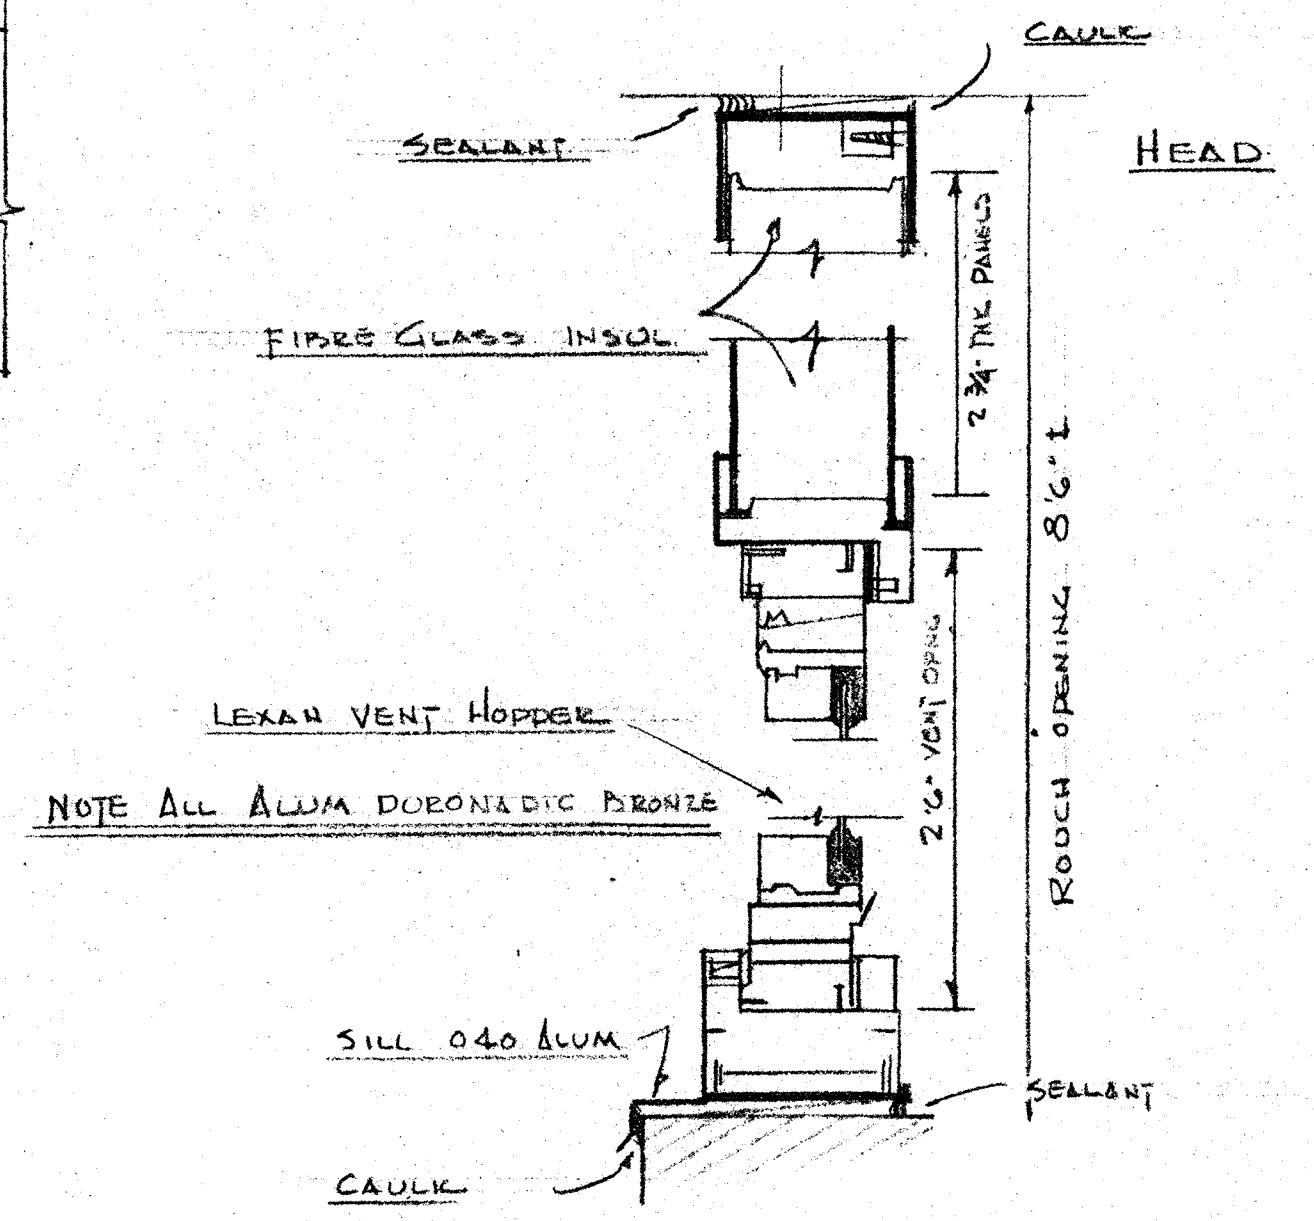 CAULK
SEALANT
HEAD
2 3/4" THK PANELS
FIBRE GLASS INSUL.
ROUGH OPENING 8'6" ±
2'6" VENT OPNG
LEXAN VENT HOPPER
NOTE ALL ALUM DURONADIC BRONZE
SILL 040 ALUM
SEALANT
CAULK